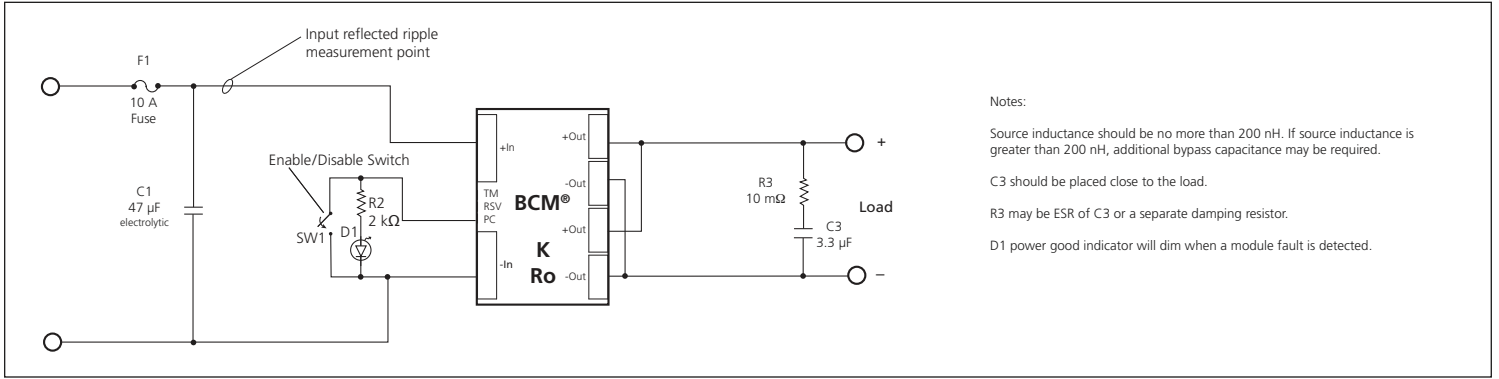 Input reflected ripple
measurement point
F1
10 A
Fuse
C1
47 µF
electrolytic
Enable/Disable Switch
SW1
R2
2 kΩ
D1
+In
TM
RSV
PC
-In
BCM®
K
Ro
+Out
-Out
+Out
-Out
R3
10 mΩ
C3
3.3 µF
+
Load
–
Notes:
Source inductance should be no more than 200 nH. If source inductance is
greater than 200 nH, additional bypass capacitance may be required.
C3 should be placed close to the load.
R3 may be ESR of C3 or a separate damping resistor.
D1 power good indicator will dim when a module fault is detected.